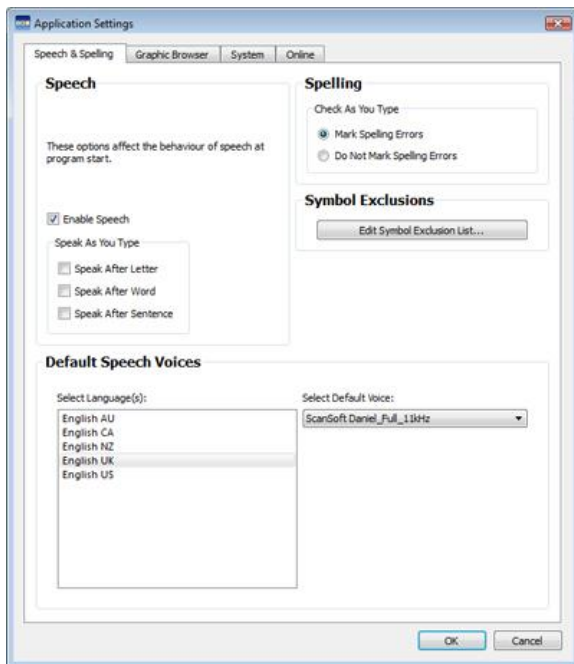 Application Settings
Speech & Spelling
Graphic Browser
System
Online
Speech
These options affect the behaviour of speech at
program start.
Enable Speech
Speak As You Type
Speak After Letter
Speak After Word
Speak After Sentence
Spelling
Check As You Type
Mark Spelling Errors
Do Not Mark Spelling Errors
Symbol Exclusions
Edit Symbol Exclusion List...
Default Speech Voices
Select Language(s):
English AU
English CA
English NZ
English UK
English US
Select Default Voice:
ScanSoft Daniel_Full_11kHz
OK
Cancel